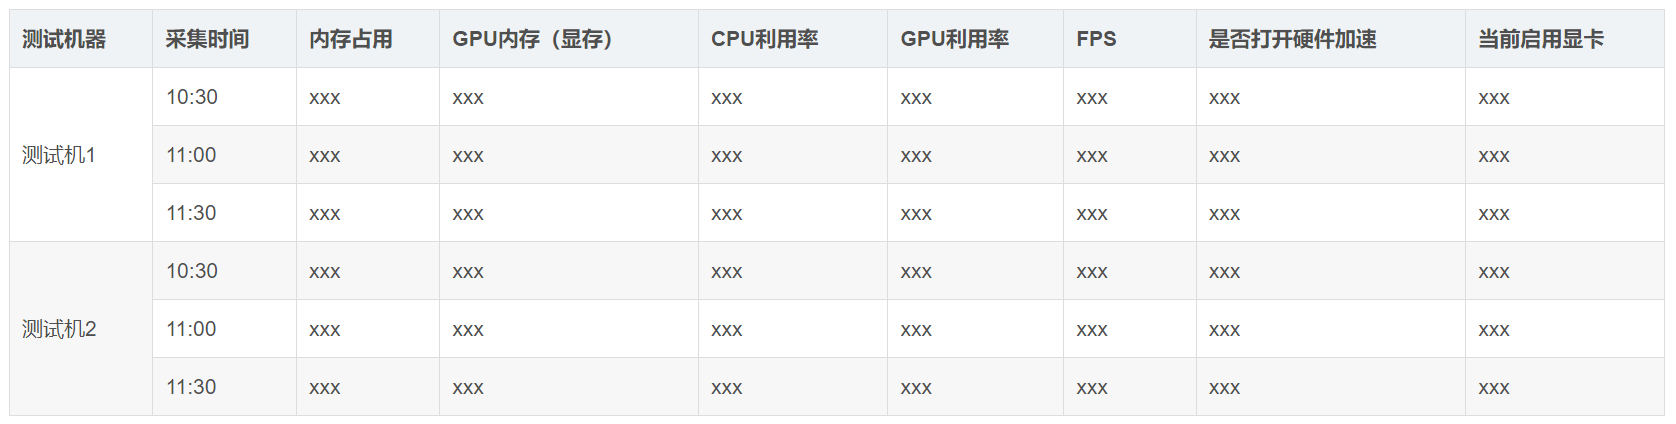 测试机器 采集时间 内存占用 GPU内存（显存） CPU利用率 GPU利用率 FPS 是否打开硬件加速 当前启用显卡
10:30 xxx xxx xxx xxx xxx xxx xxx
测试机1 11:00 xxx xxx xxx xxx xxx xxx xxx
11:30 xxx xxx xxx xxx xxx xxx xxx
10:30 xxx xxx xxx xxx xxx xxx xxx
测试机2 11:00 xxx xxx xxx xxx xxx xxx xxx
11:30 xxx xxx xxx xxx xxx xxx xxx